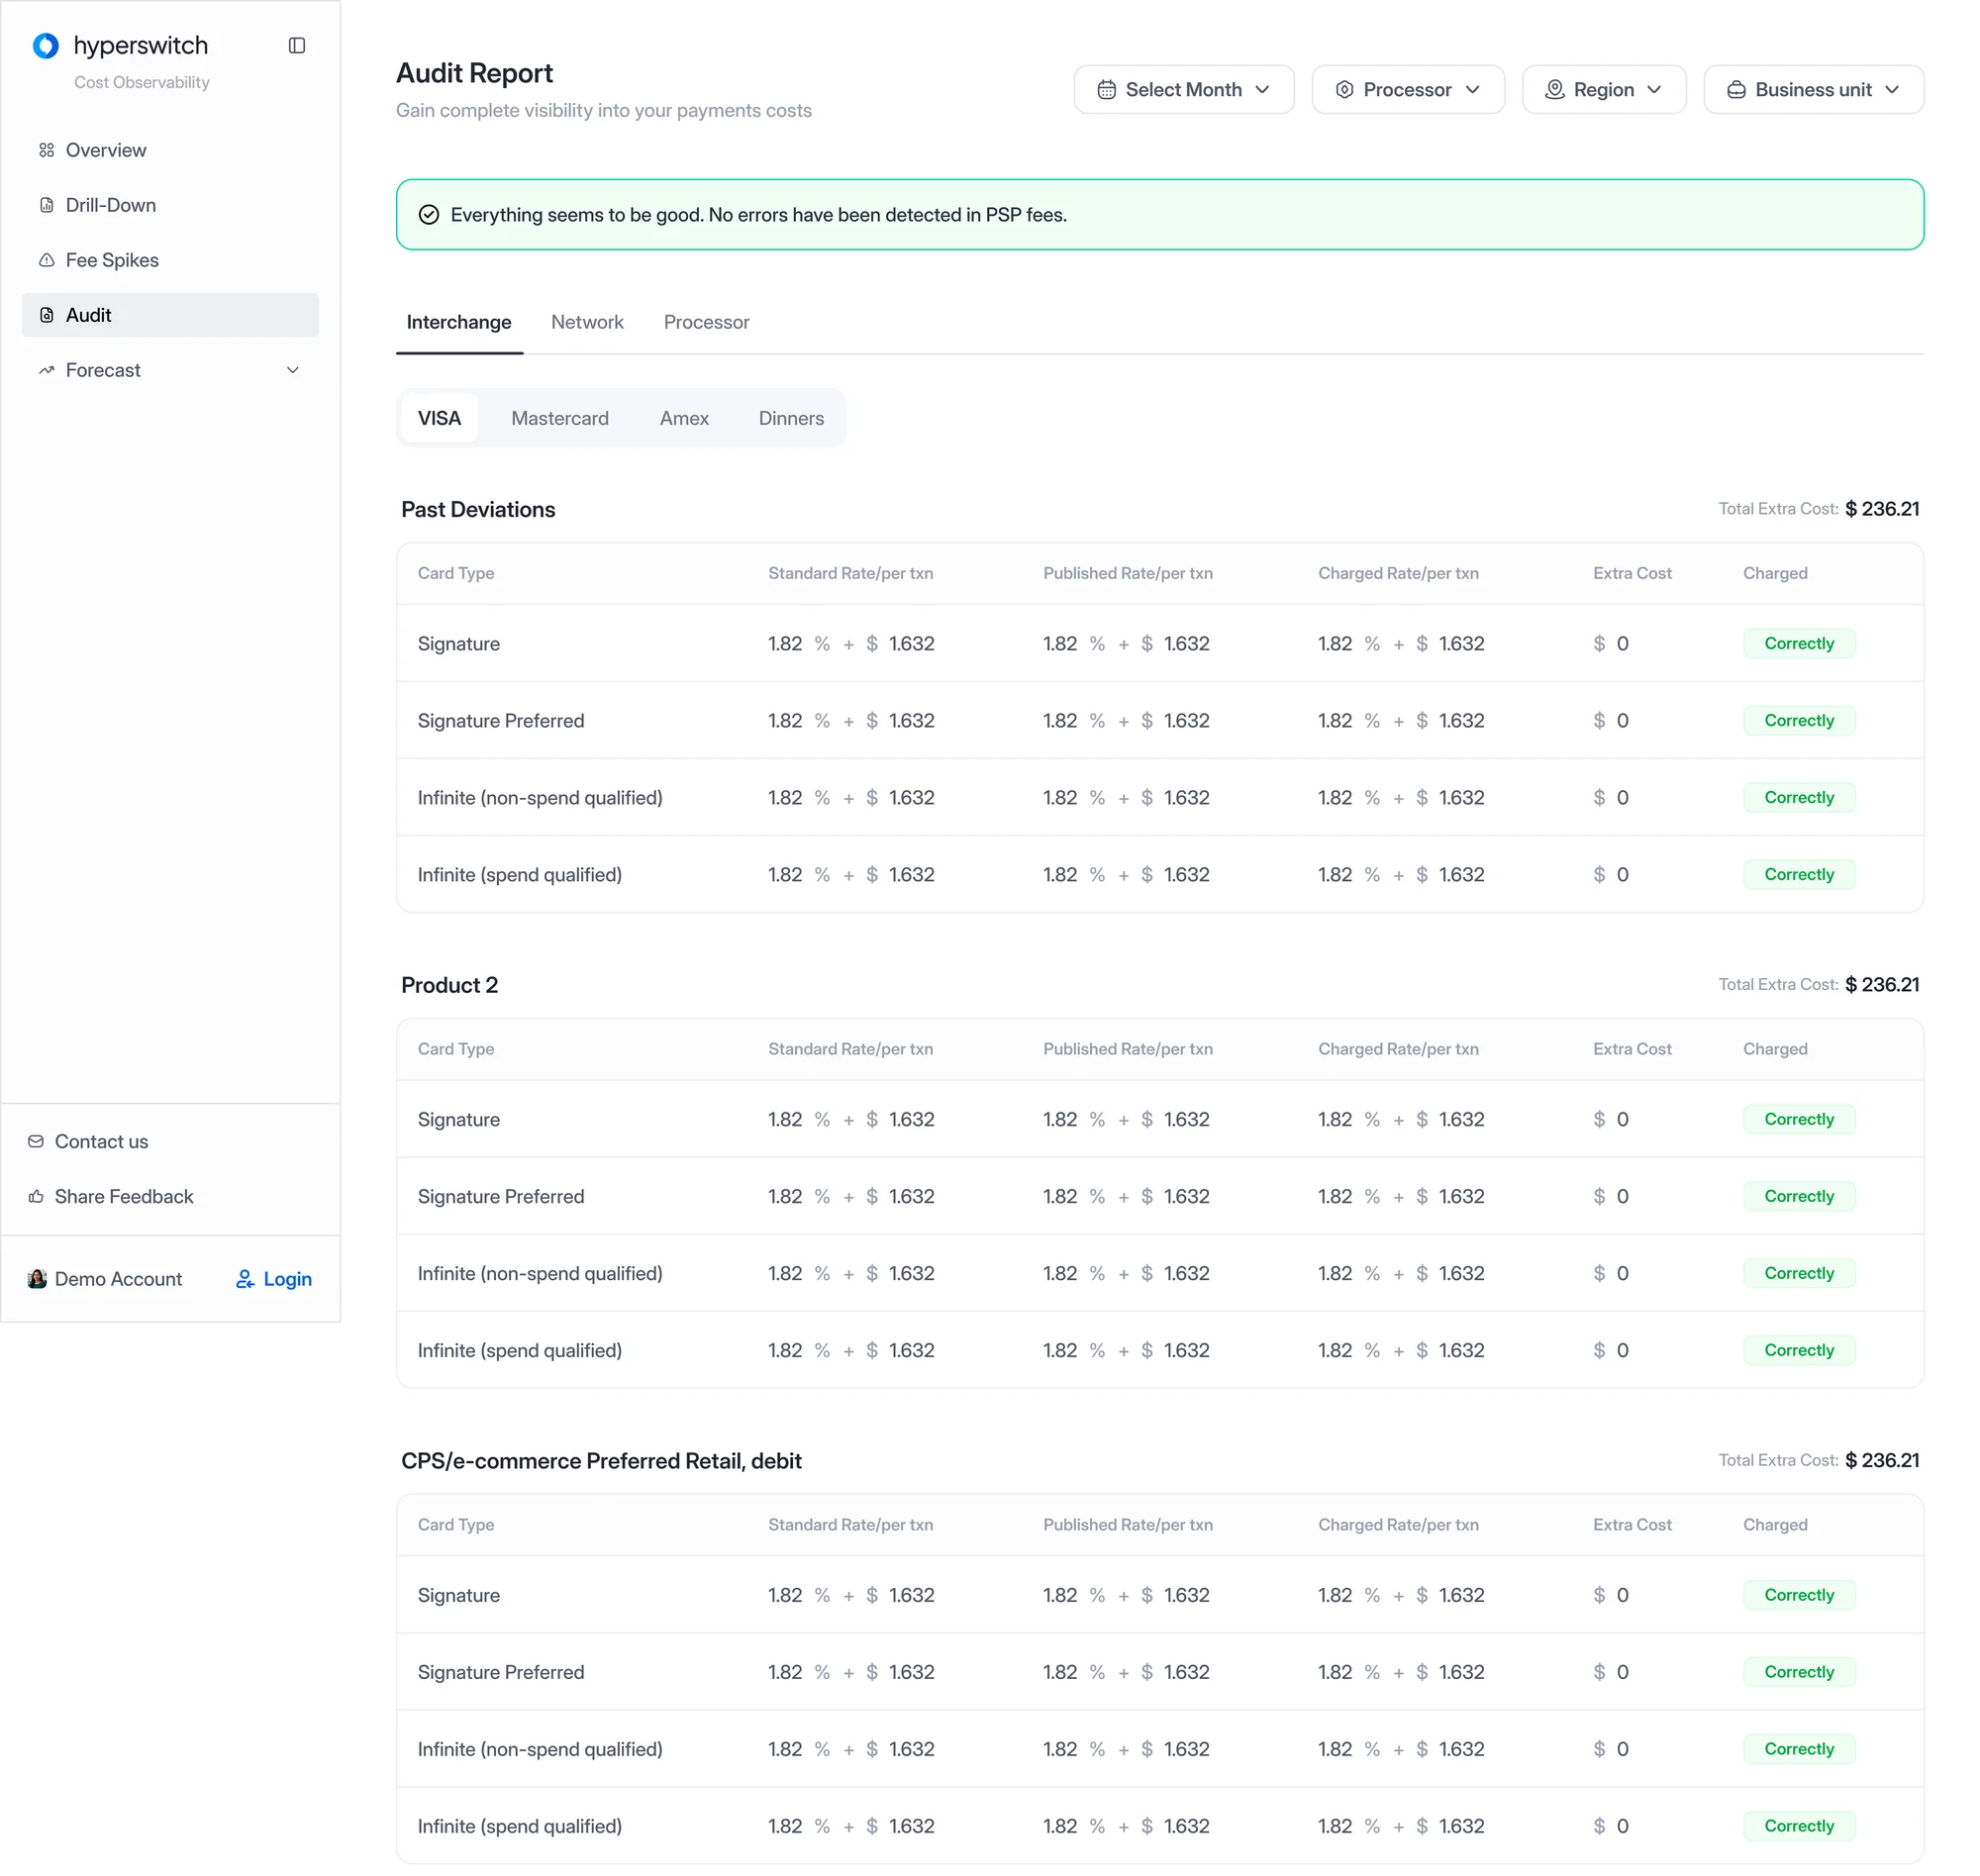 hyperswitch
Cost Observability
Overview
Drill-Down
Fee Spikes
Audit
Forecast
Contact us
Share Feedback
Demo Account Login
Audit Report
Gain complete visibility into your payments costs
Select Month Processor Region Business unit
Everything seems to be good. No errors have been detected in PSP fees.
Interchange Network Processor
VISA Mastercard Amex Dinners
Past Deviations Total Extra Cost: $ 236.21
Card Type Standard Rate/per txn Published Rate/per txn Charged Rate/per txn Extra Cost Charged
Signature 1.82 % + $ 1.632 1.82 % + $ 1.632 1.82 % + $ 1.632 $ 0 Correctly
Signature Preferred 1.82 % + $ 1.632 1.82 % + $ 1.632 1.82 % + $ 1.632 $ 0 Correctly
Infinite (non-spend qualified) 1.82 % + $ 1.632 1.82 % + $ 1.632 1.82 % + $ 1.632 $ 0 Correctly
Infinite (spend qualified) 1.82 % + $ 1.632 1.82 % + $ 1.632 1.82 % + $ 1.632 $ 0 Correctly
Product 2 Total Extra Cost: $ 236.21
Card Type Standard Rate/per txn Published Rate/per txn Charged Rate/per txn Extra Cost Charged
Signature 1.82 % + $ 1.632 1.82 % + $ 1.632 1.82 % + $ 1.632 $ 0 Correctly
Signature Preferred 1.82 % + $ 1.632 1.82 % + $ 1.632 1.82 % + $ 1.632 $ 0 Correctly
Infinite (non-spend qualified) 1.82 % + $ 1.632 1.82 % + $ 1.632 1.82 % + $ 1.632 $ 0 Correctly
Infinite (spend qualified) 1.82 % + $ 1.632 1.82 % + $ 1.632 1.82 % + $ 1.632 $ 0 Correctly
CPS/e-commerce Preferred Retail, debit Total Extra Cost: $ 236.21
Card Type Standard Rate/per txn Published Rate/per txn Charged Rate/per txn Extra Cost Charged
Signature 1.82 % + $ 1.632 1.82 % + $ 1.632 1.82 % + $ 1.632 $ 0 Correctly
Signature Preferred 1.82 % + $ 1.632 1.82 % + $ 1.632 1.82 % + $ 1.632 $ 0 Correctly
Infinite (non-spend qualified) 1.82 % + $ 1.632 1.82 % + $ 1.632 1.82 % + $ 1.632 $ 0 Correctly
Infinite (spend qualified) 1.82 % + $ 1.632 1.82 % + $ 1.632 1.82 % + $ 1.632 $ 0 Correctly